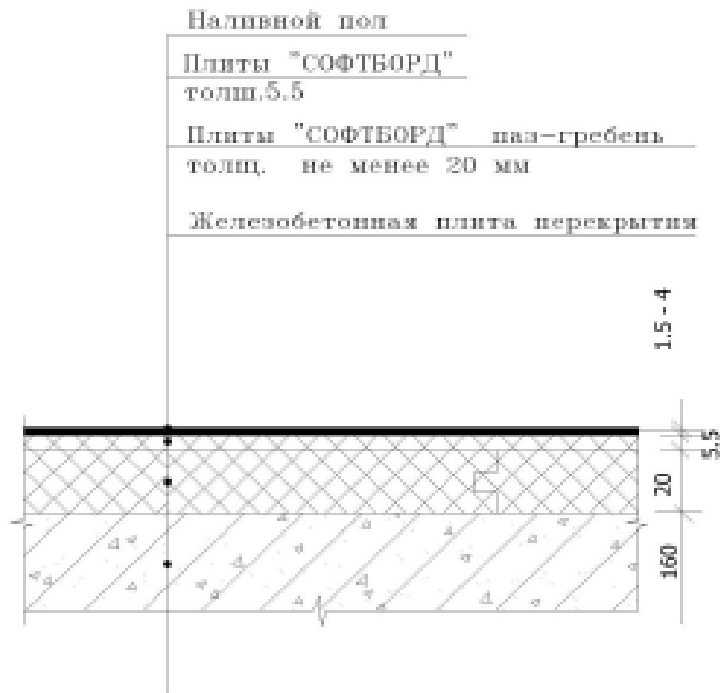 Наливной пол
Плиты "СОФТБОРД"
толщ.5.5
Плиты "СОФТБОРД" паз-гребень
толщ. не менее 20 мм
Железобетонная плита перекрытия
1.5 - 4
5.5
20
160